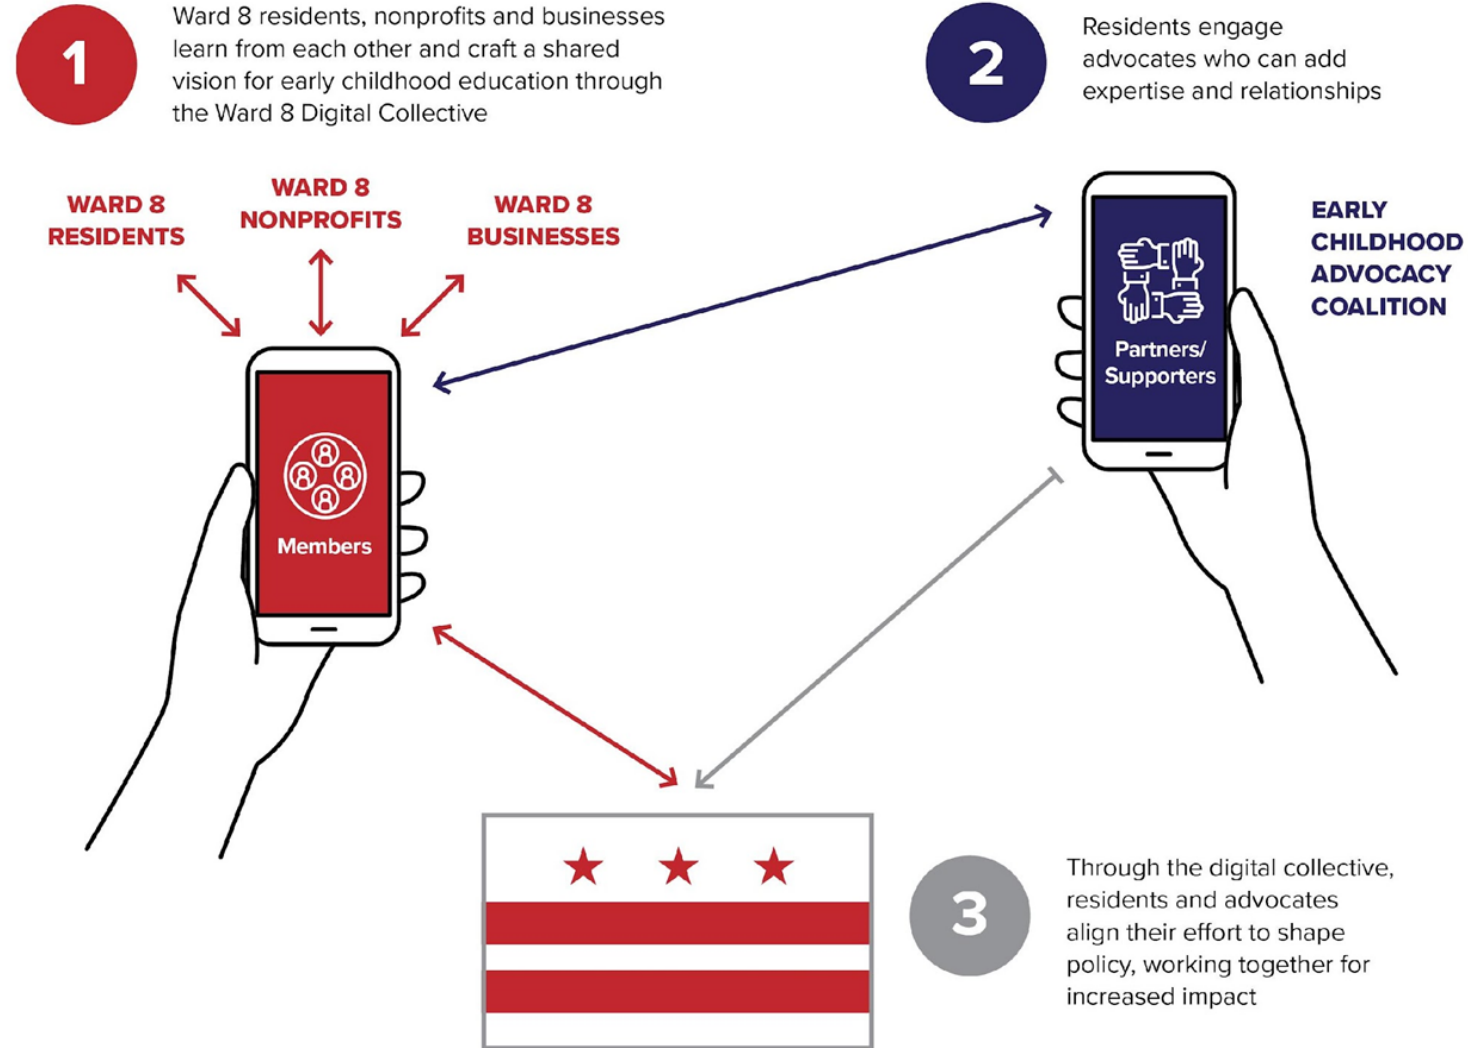 1
Ward 8 residents, nonprofits and businesses
learn from each other and craft a shared
vision for early childhood education through
the Ward 8 Digital Collective
2
Residents engage
advocates who can add
expertise and relationships
WARD 8
RESIDENTS
WARD 8
NONPROFITS
WARD 8
BUSINESSES
Members
Partners/
Supporters
EARLY
CHILDHOOD
ADVOCACY
COALITION
3
Through the digital collective,
residents and advocates
align their effort to shape
policy, working together for
increased impact